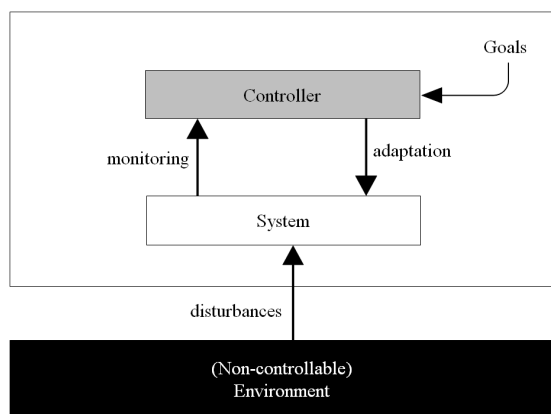 Goals
Controller
monitoring
adaptation
System
disturbances
(Non-controllable)
Environment